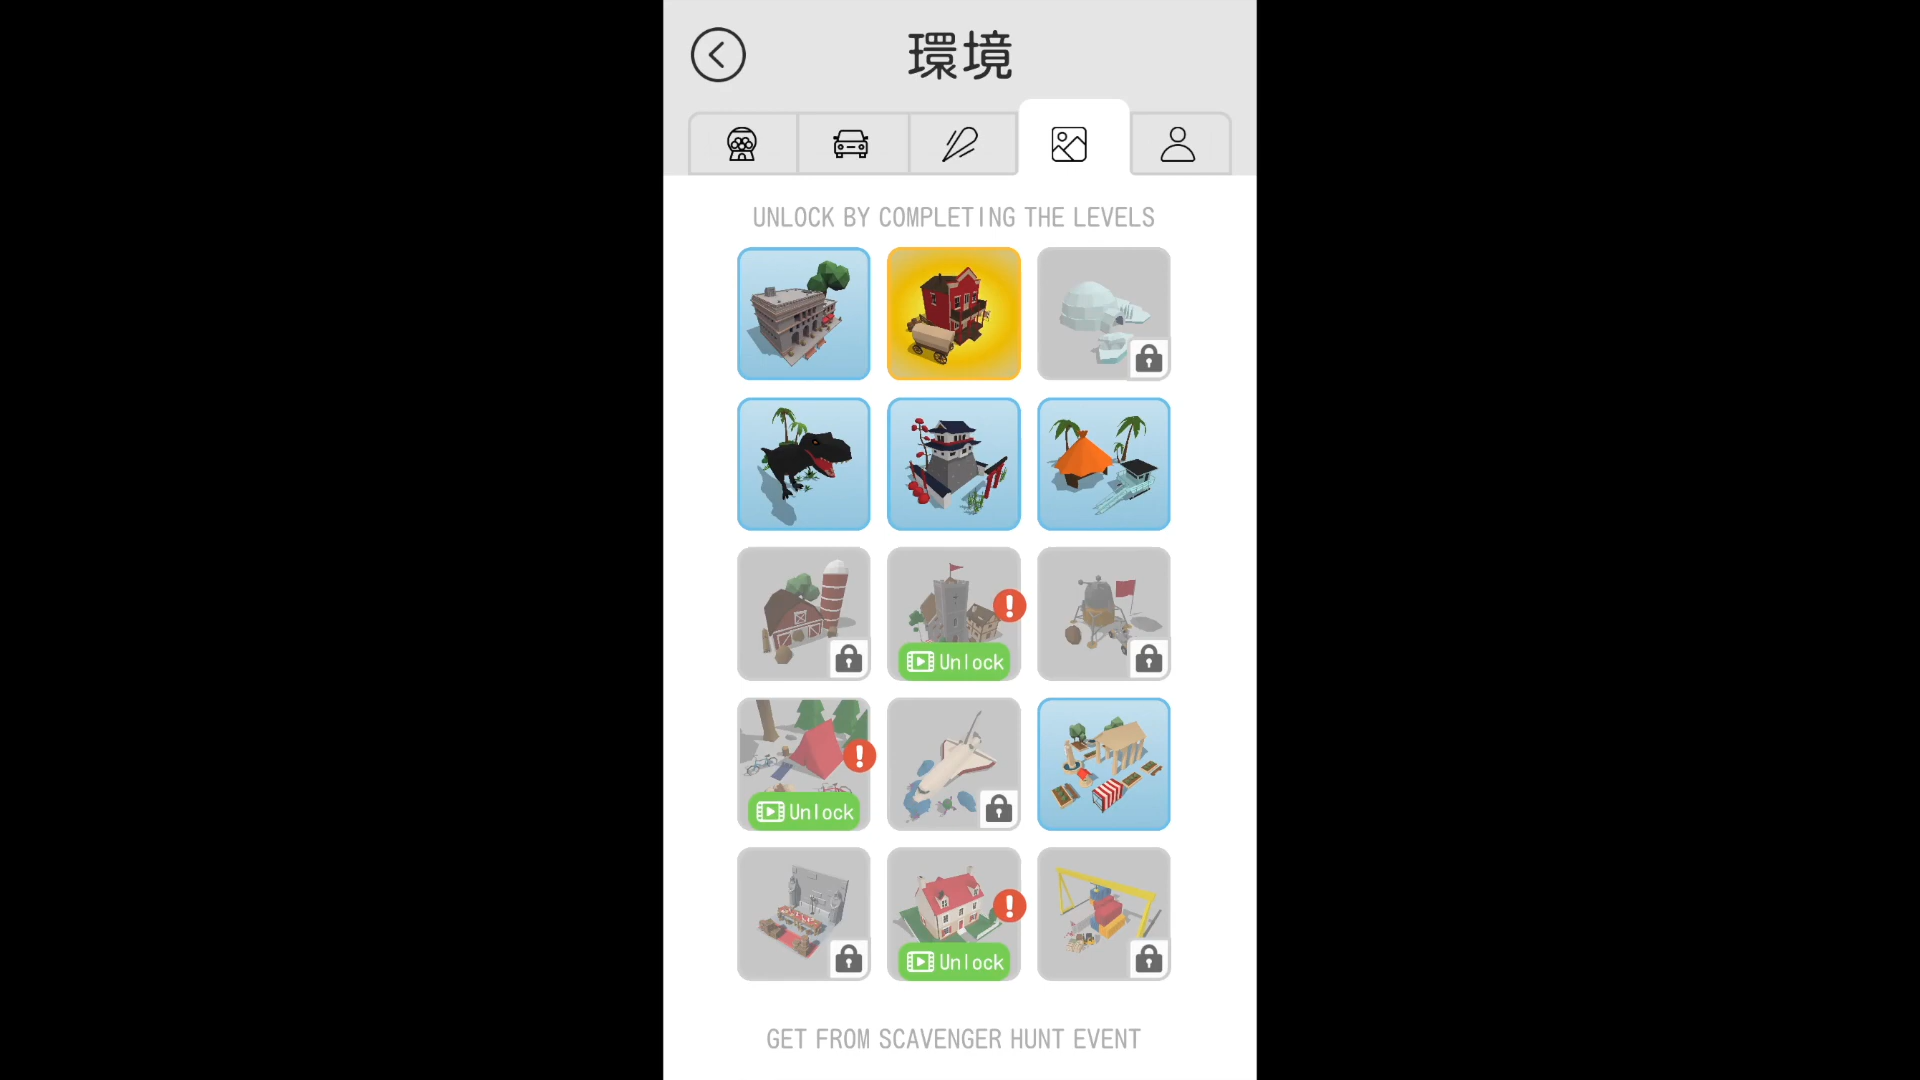 環境
UNLOCK BY COMPLETING THE LEVELS
Unlock
Unlock
Unlock
GET FROM SCAVENGER HUNT EVENT